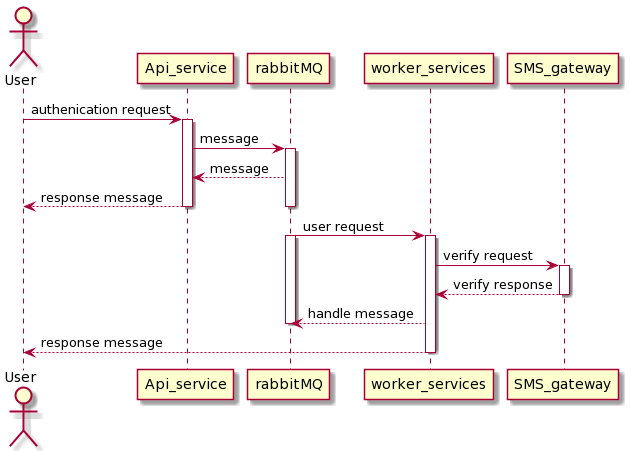 User
Api_service
rabbitMQ
worker_services
SMS_gateway
authenication request
message
message
response message
user request
verify request
verify response
handle message
response message
User
Api_service
rabbitMQ
worker_services
SMS_gateway